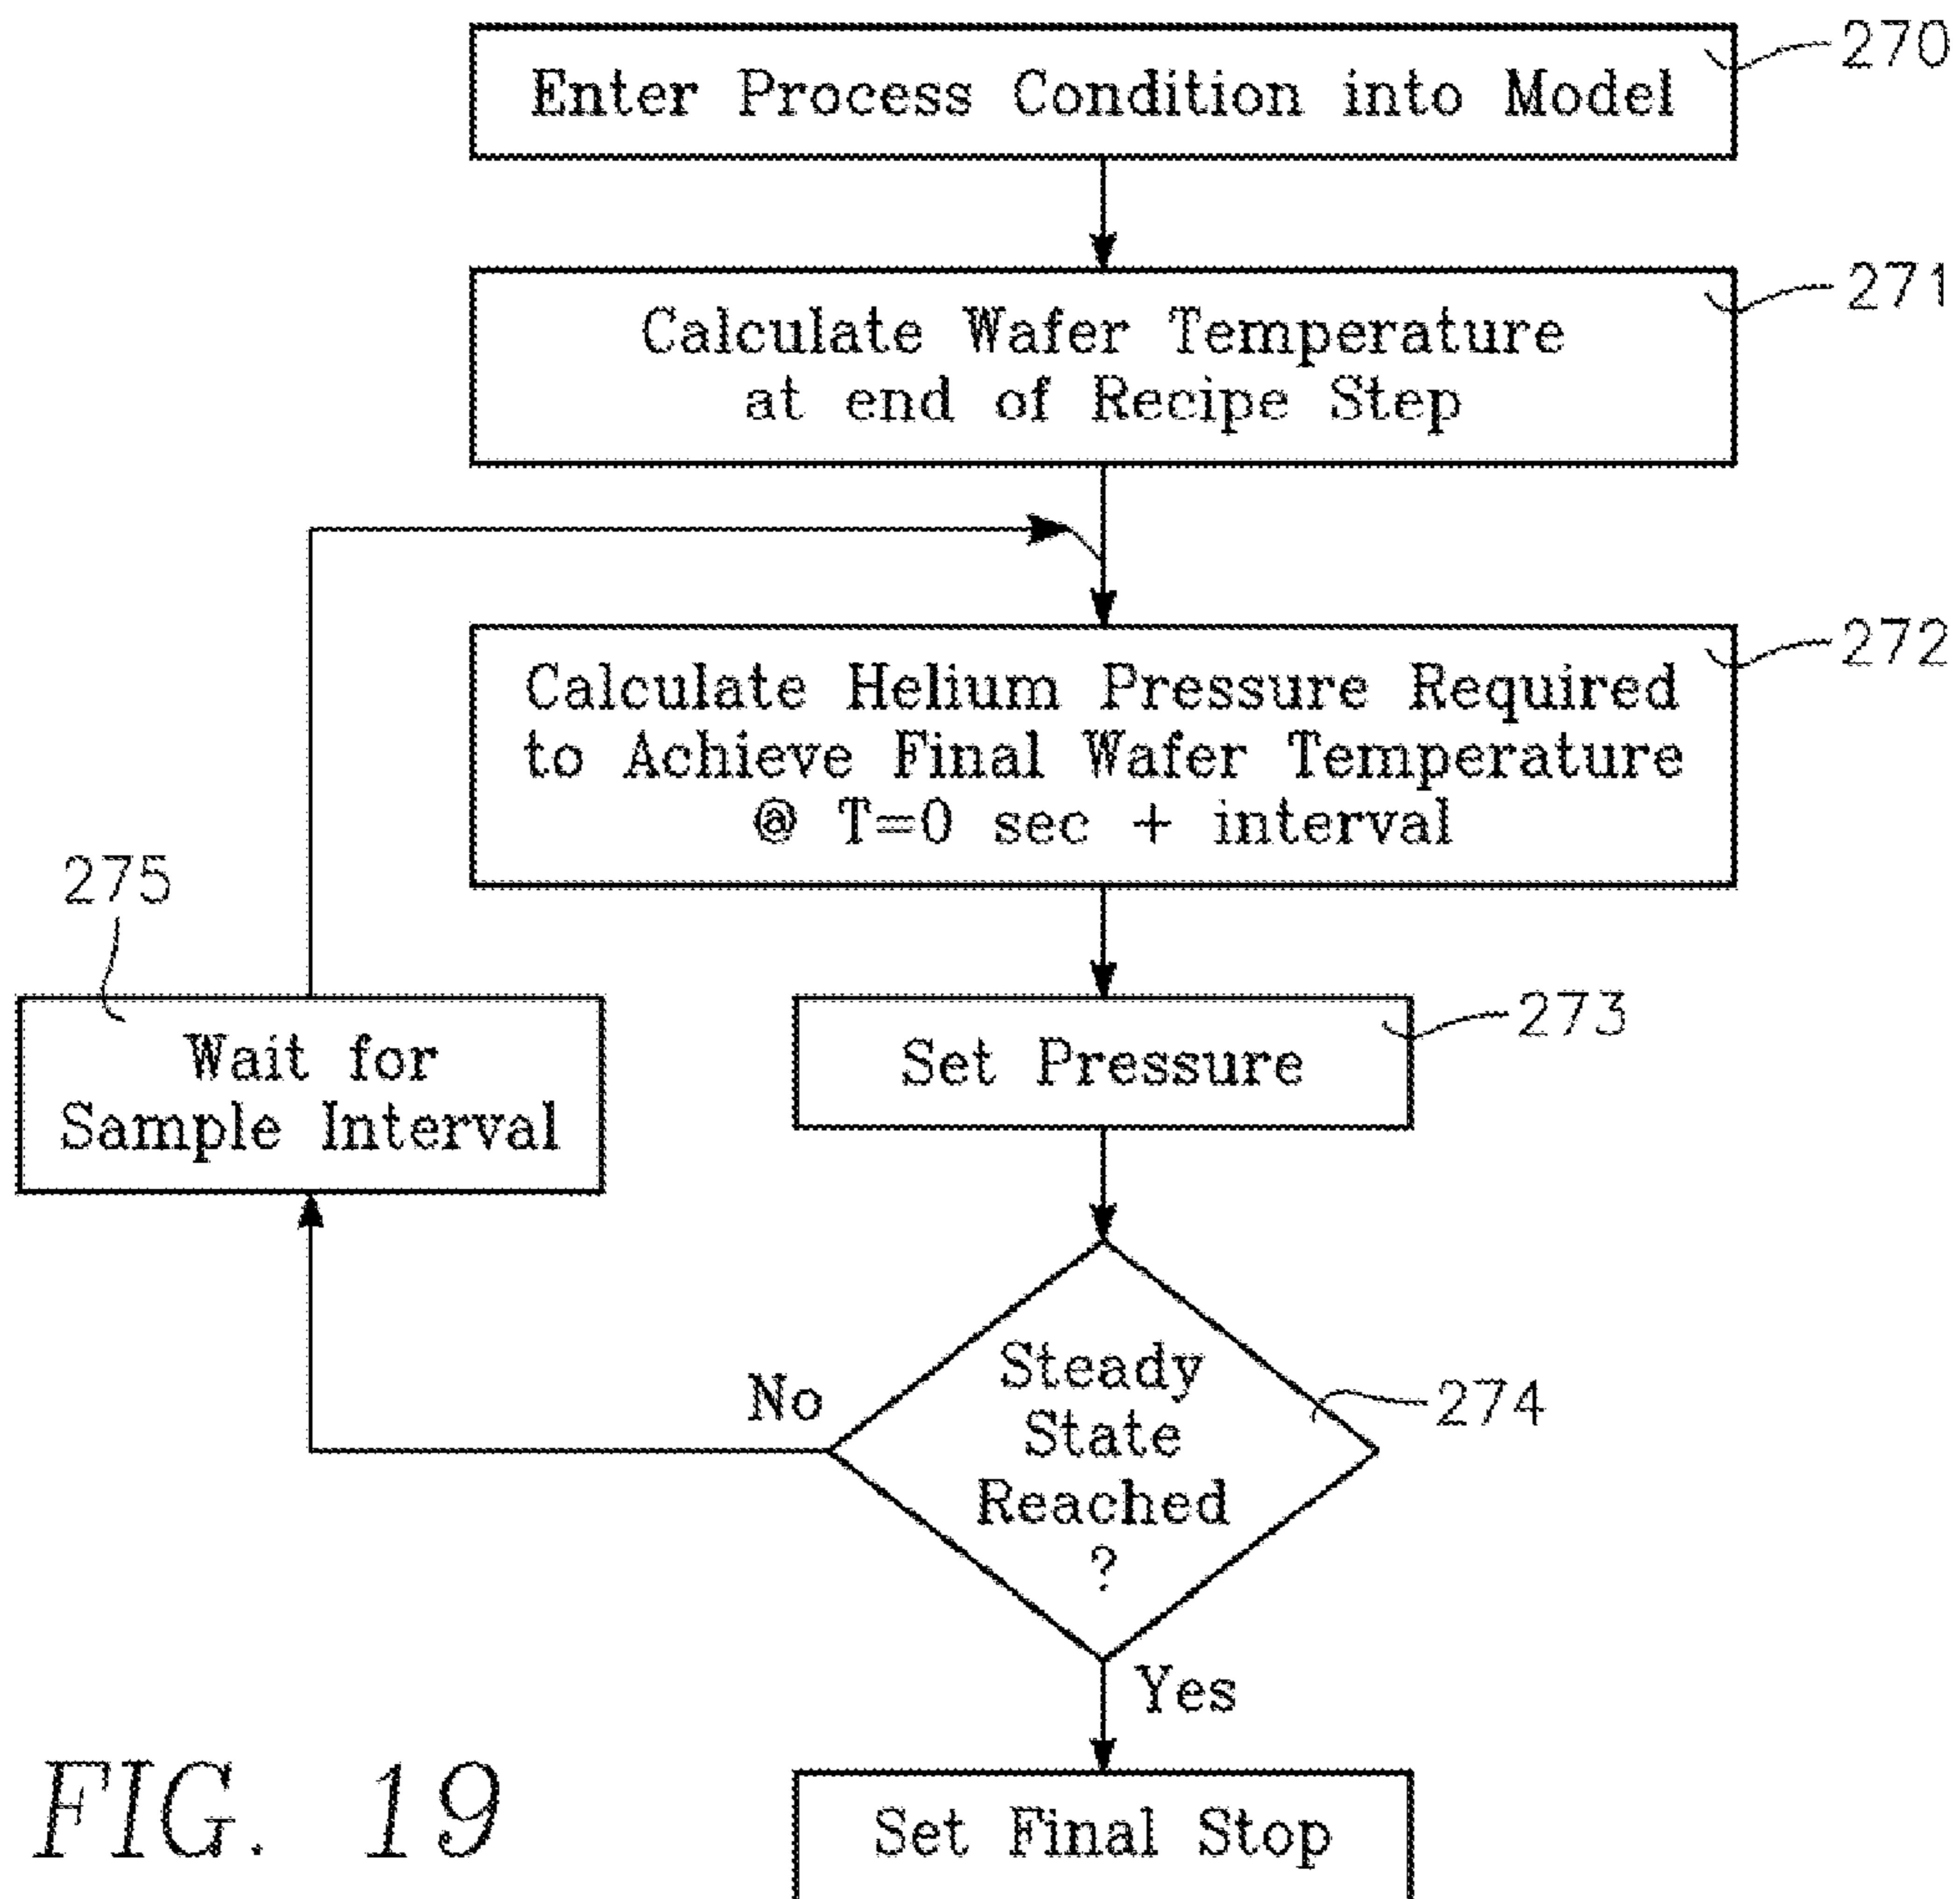 270
Enter Process Condition into Model
271
Calculate Wafer Temperature
at end of Recipe Step
272
Calculate Helium Pressure Required
to Achieve Final Wafer Temperature
@ T=0 sec + interval
275
Wait for
Sample Interval
273
Set Pressure
274
Steady
State
Reached
?
No
Yes
Set Final Stop
FIG. 19